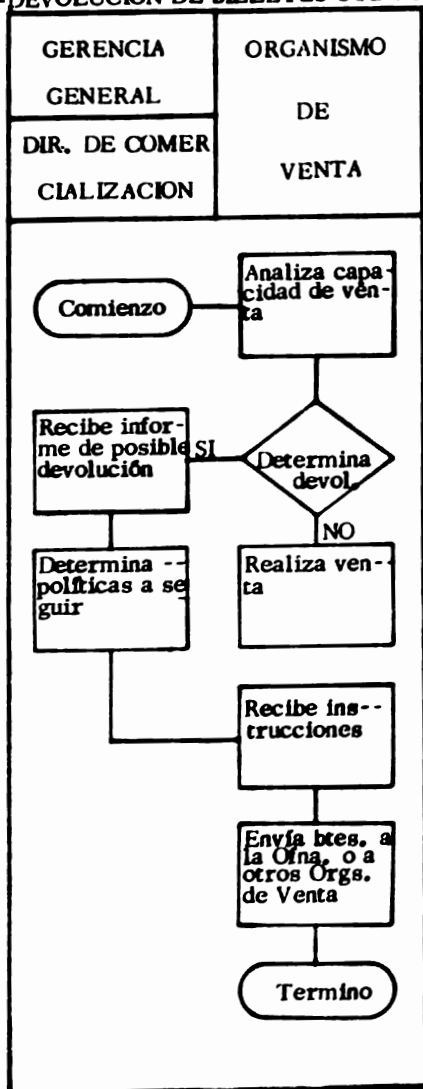 DEVOLUCION DE
GERENCIA
GENERAL
DIR. DE COMER
CIALIZACION
ORGANISMO
DE
VENTA
Comienzo
Analiza capa-
cidad de ven-
ta
Recibe infor-
me de posible
devolución
SI
Determina
devol.
NO
Determina --
políticas a se
guir
Realiza ven--
ta
Recibe ins--
trucciones
Envía btes. a
la Ofna. o a
otros Orgs.
de Venta
Termino